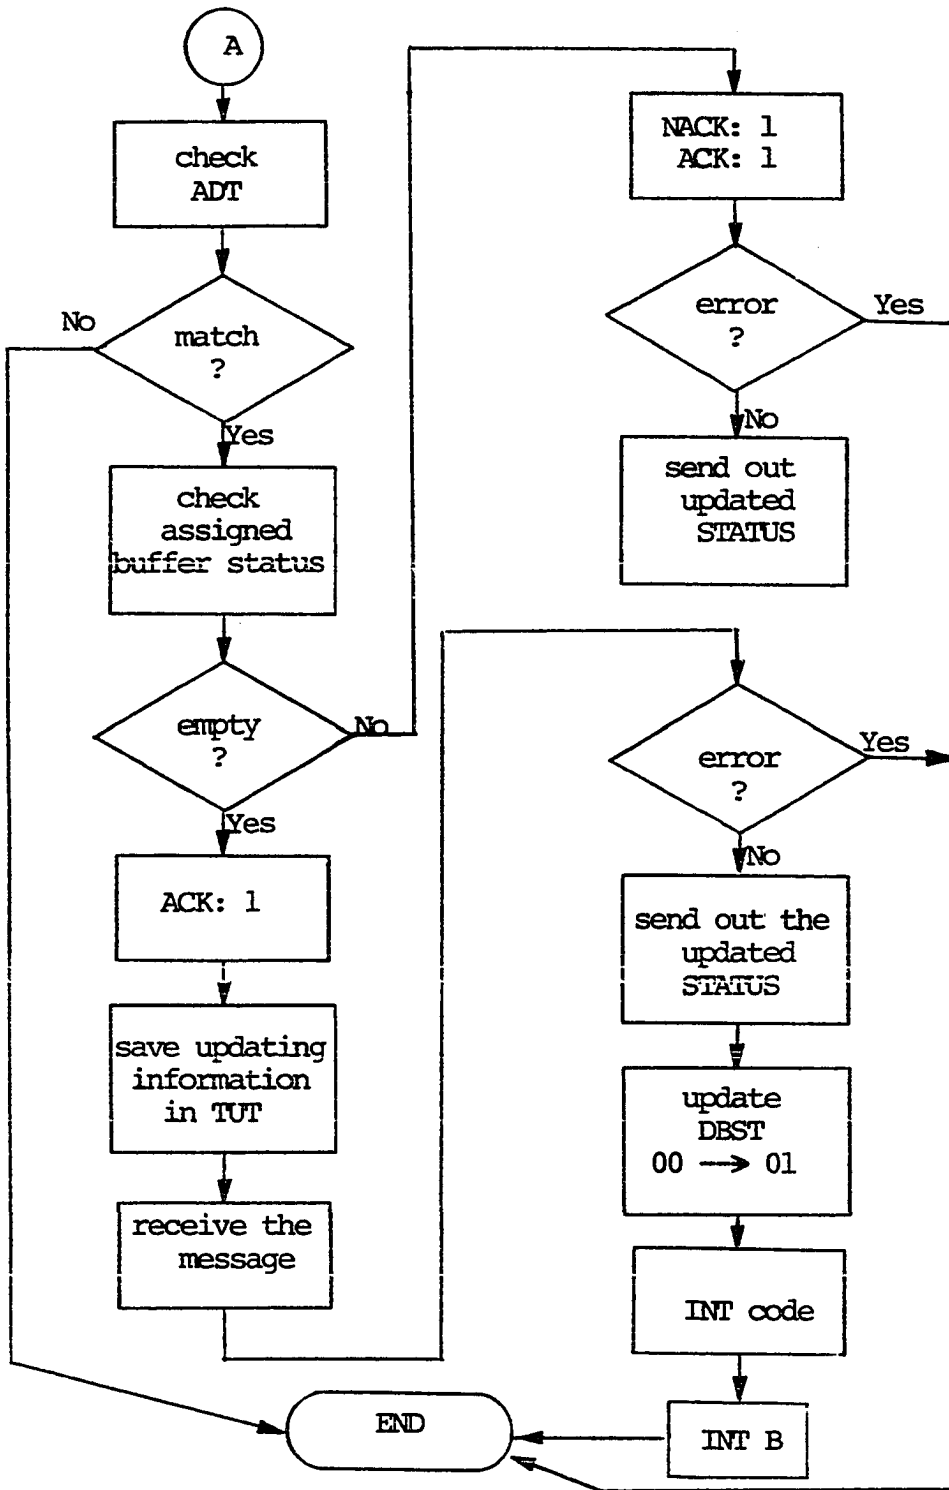 A
check
ADT
No
match
?
Yes
check
assigned
buffer status
empty
?
No
Yes
ACK: 1
save updating
information
in TUT
receive the
message
NACK: 1
ACK: 1
error
?
Yes
No
send out
updated
STATUS
error
?
Yes
No
send out the
updated
STATUS
update
DBST
00 → 01
INT code
INT B
END